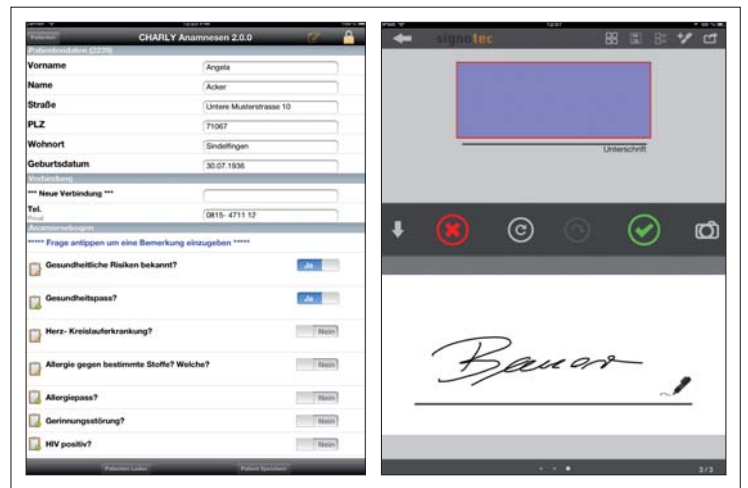 CHARLY Anamnesen 2.0.0
Patientendaten (2239)
Vorname
Angela
Name
Acker
Straße
Untere Musterstrasse 10
PLZ
71067
Wohnort
Sindelfingen
Geburtsdatum
30.07.1936
Verbindung
*** Neue Verbindung ***
Tel.
Privat
0815- 4711 12
Anamnesebogen
***** Frage antippen um eine Bemerkung einzugeben *****
Gesundheitliche Risiken bekannt?
Ja
Gesundheitspass?
Ja
Herz- Kreislauferkrankung?
Nein
Allergie gegen bestimmte Stoffe? Welche?
Nein
Allergiepass?
Nein
Gerinnungsstörung?
Nein
HIV positiv?
Nein
Patienten Laden
Patient Speichern
signotec
Unterschrift
3/3